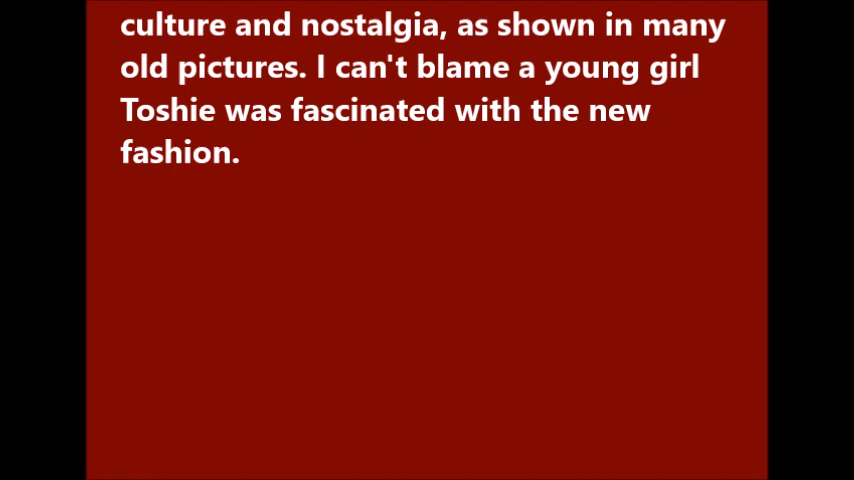 culture and nostalgia, as shown in many
old pictures. I can't blame a young girl
Toshie was fascinated with the new
fashion.